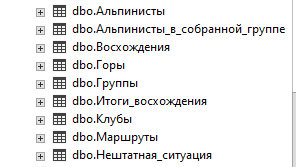 dbo.Альпинисты
dbo.Альпинисты_в_собранной_группе
dbo.Восхождения
dbo.Горы
dbo.Группы
dbo.Итоги_восхождения
dbo.Клубы
dbo.Маршруты
dbo.Нештатная_ситуация